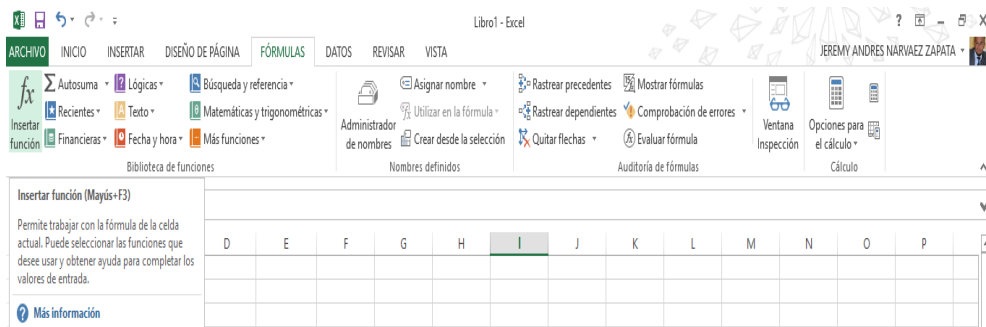 Libro1 - Excel
ARCHIVO INICIO INSERTAR DISEÑO DE PÁGINA FÓRMULAS DATOS REVISAR VISTA JEREMY ANDRES NARVAEZ ZAPATA
fx Insertar función
Σ Autosuma
Recientes
Financieras
Lógicas
Texto
Fecha y hora
Búsqueda y referencia
Matemáticas y trigonométricas
Más funciones
Biblioteca de funciones
Administrador de nombres
Asignar nombre
Utilizar en la fórmula
Crear desde la selección
Nombres definidos
Rastrear precedentes
Rastrear dependientes
Quitar flechas
Mostrar fórmulas
Comprobación de errores
Evaluar fórmula
Auditoría de fórmulas
Ventana Inspección
Opciones para el cálculo
Cálculo
Insertar función (Mayús+F3)
Permite trabajar con la fórmula de la celda
actual. Puede seleccionar las funciones que
desee usar y obtener ayuda para completar los
valores de entrada.
Más información
D E F G H I J K L M N O P